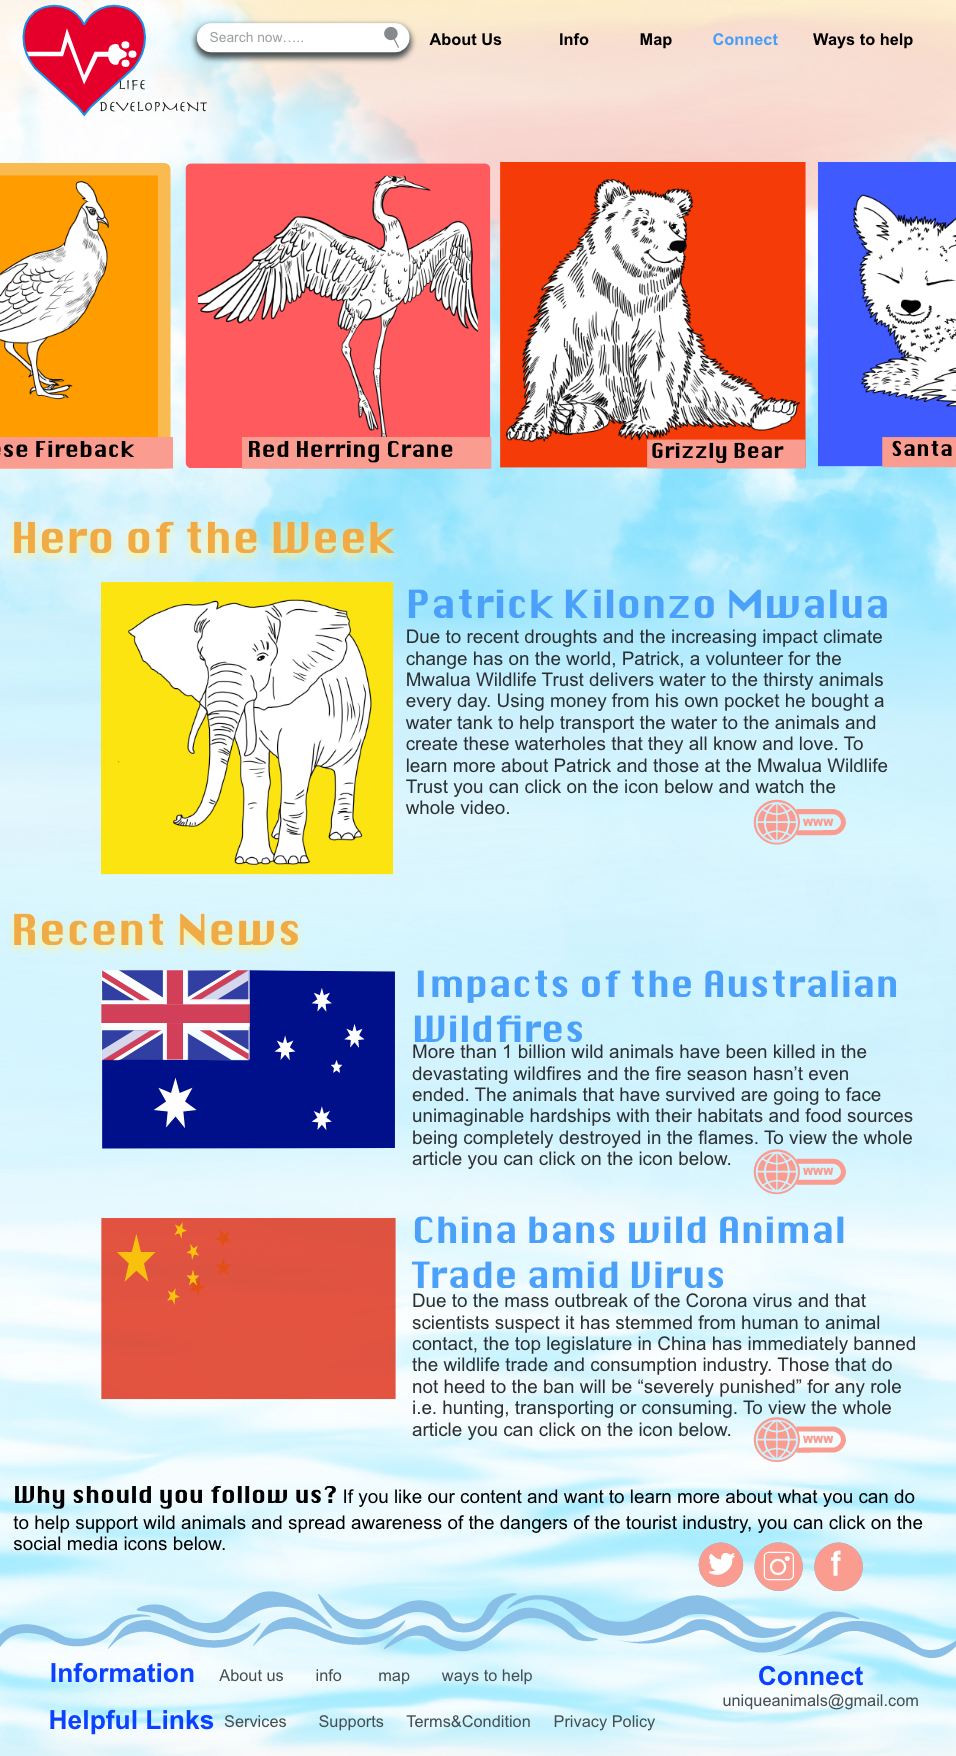 Search now.....
About Us
Info
Map
Connect
Ways to help
LIFE
DEVELOPMENT
se Fireback
Red Herring Crane
Grizzly Bear
Santa
Hero of the Week
Patrick Kilonzo Mwalua
Due to recent droughts and the increasing impact climate
change has on the world, Patrick, a volunteer for the
Mwalua Wildlife Trust delivers water to the thirsty animals
every day. Using money from his own pocket he bought a
water tank to help transport the water to the animals and
create these waterholes that they all know and love. To
learn more about Patrick and those at the Mwalua Wildlife
Trust you can click on the icon below and watch the
whole video.
www
Recent News
Impacts of the Australian
Wildfires
More than 1 billion wild animals have been killed in the
devastating wildfires and the fire season hasn't even
ended. The animals that have survived are going to face
unimaginable hardships with their habitats and food sources
being completely destroyed in the flames. To view the whole
article you can click on the icon below.
www
China bans wild Animal
Trade amid Virus
Due to the mass outbreak of the Corona virus and that
scientists suspect it has stemmed from human to animal
contact, the top legislature in China has immediately banned
the wildlife trade and consumption industry. Those that do
not heed to the ban will be “severely punished” for any role
i.e. hunting, transporting or consuming. To view the whole
article you can click on the icon below.
www
Why should you follow us? If you like our content and want to learn more about what you can do
to help support wild animals and spread awareness of the dangers of the tourist industry, you can click on the
social media icons below.
f
Information About us info map ways to help
Connect
uniqueanimals@gmail.com
Helpful Links Services Supports Terms&Condition Privacy Policy